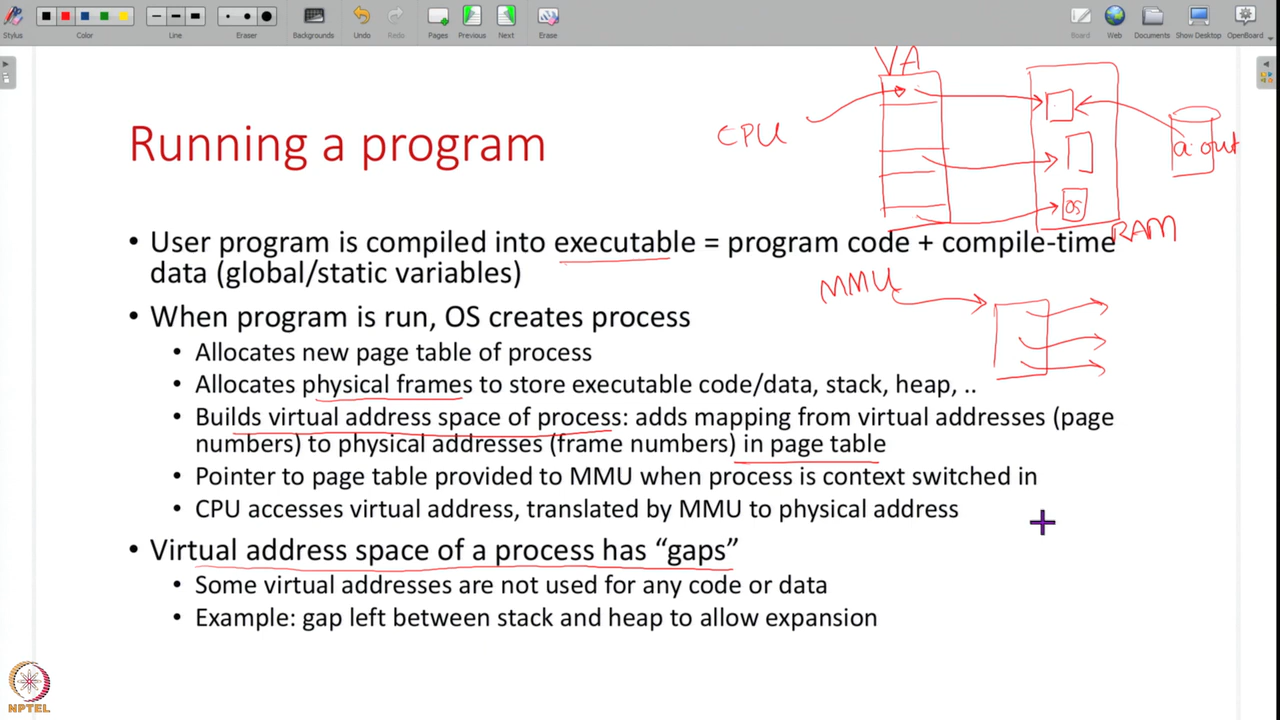 Stylus
Color
Line
Eraser
Backgrounds
Undo
Redo
Pages
Previous
Next
Erase
Board
Web
Documents
Show Desktop
OpenBoard
VA
CPU
a.out
OS
RAM
MMU
Running a program
• User program is compiled into executable = program code + compile-time
data (global/static variables)
• When program is run, OS creates process
• Allocates new page table of process
• Allocates physical frames to store executable code/data, stack, heap, ..
• Builds virtual address space of process: adds mapping from virtual addresses (page
numbers) to physical addresses (frame numbers) in page table
• Pointer to page table provided to MMU when process is context switched in
• CPU accesses virtual address, translated by MMU to physical address
• Virtual address space of a process has “gaps”
• Some virtual addresses are not used for any code or data
• Example: gap left between stack and heap to allow expansion
NPTEL